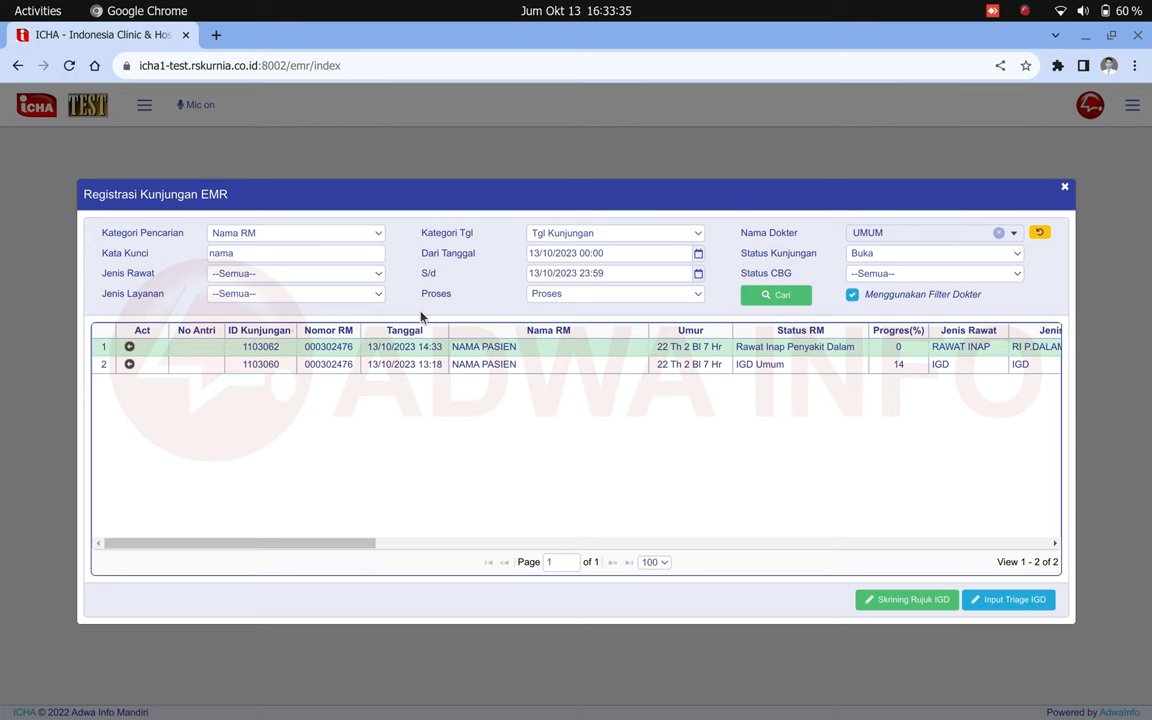 Activities Google Chrome Jum Okt 13 16:33:35 60 %
ICHA - Indonesia Clinic & Hos
icha1-test.rskurnia.co.id:8002/emr/index
iCHA TEST Mic on
Registrasi Kunjungan EMR
Kategori Pencarian Nama RM Kategori Tgl Tgl Kunjungan Nama Dokter UMUM
Kata Kunci nama Dari Tanggal 13/10/2023 00:00 Status Kunjungan Buka
Jenis Rawat --Semua-- S/d 13/10/2023 23:59 Status CBG --Semua--
Jenis Layanan --Semua-- Proses Proses Cari Menggunakan Filter Dokter
Act No Antri ID Kunjungan Nomor RM Tanggal Nama RM Umur Status RM Progres(%) Jenis Rawat Jenis
1 1103062 000302476 13/10/2023 14:33 NAMA PASIEN 22 Th 2 Bl 7 Hr Rawat Inap Penyakit Dalam 0 RAWAT INAP RI P.DALAM
2 1103060 000302476 13/10/2023 13:18 NAMA PASIEN 22 Th 2 Bl 7 Hr IGD Umum 14 IGD IGD
ADWA INFO
Page 1 of 1 100 View 1 - 2 of 2
Skrining Rujuk IGD Input Triage IGD
ICHA © 2022 Adwa Info Mandiri Powered by AdwaInfo